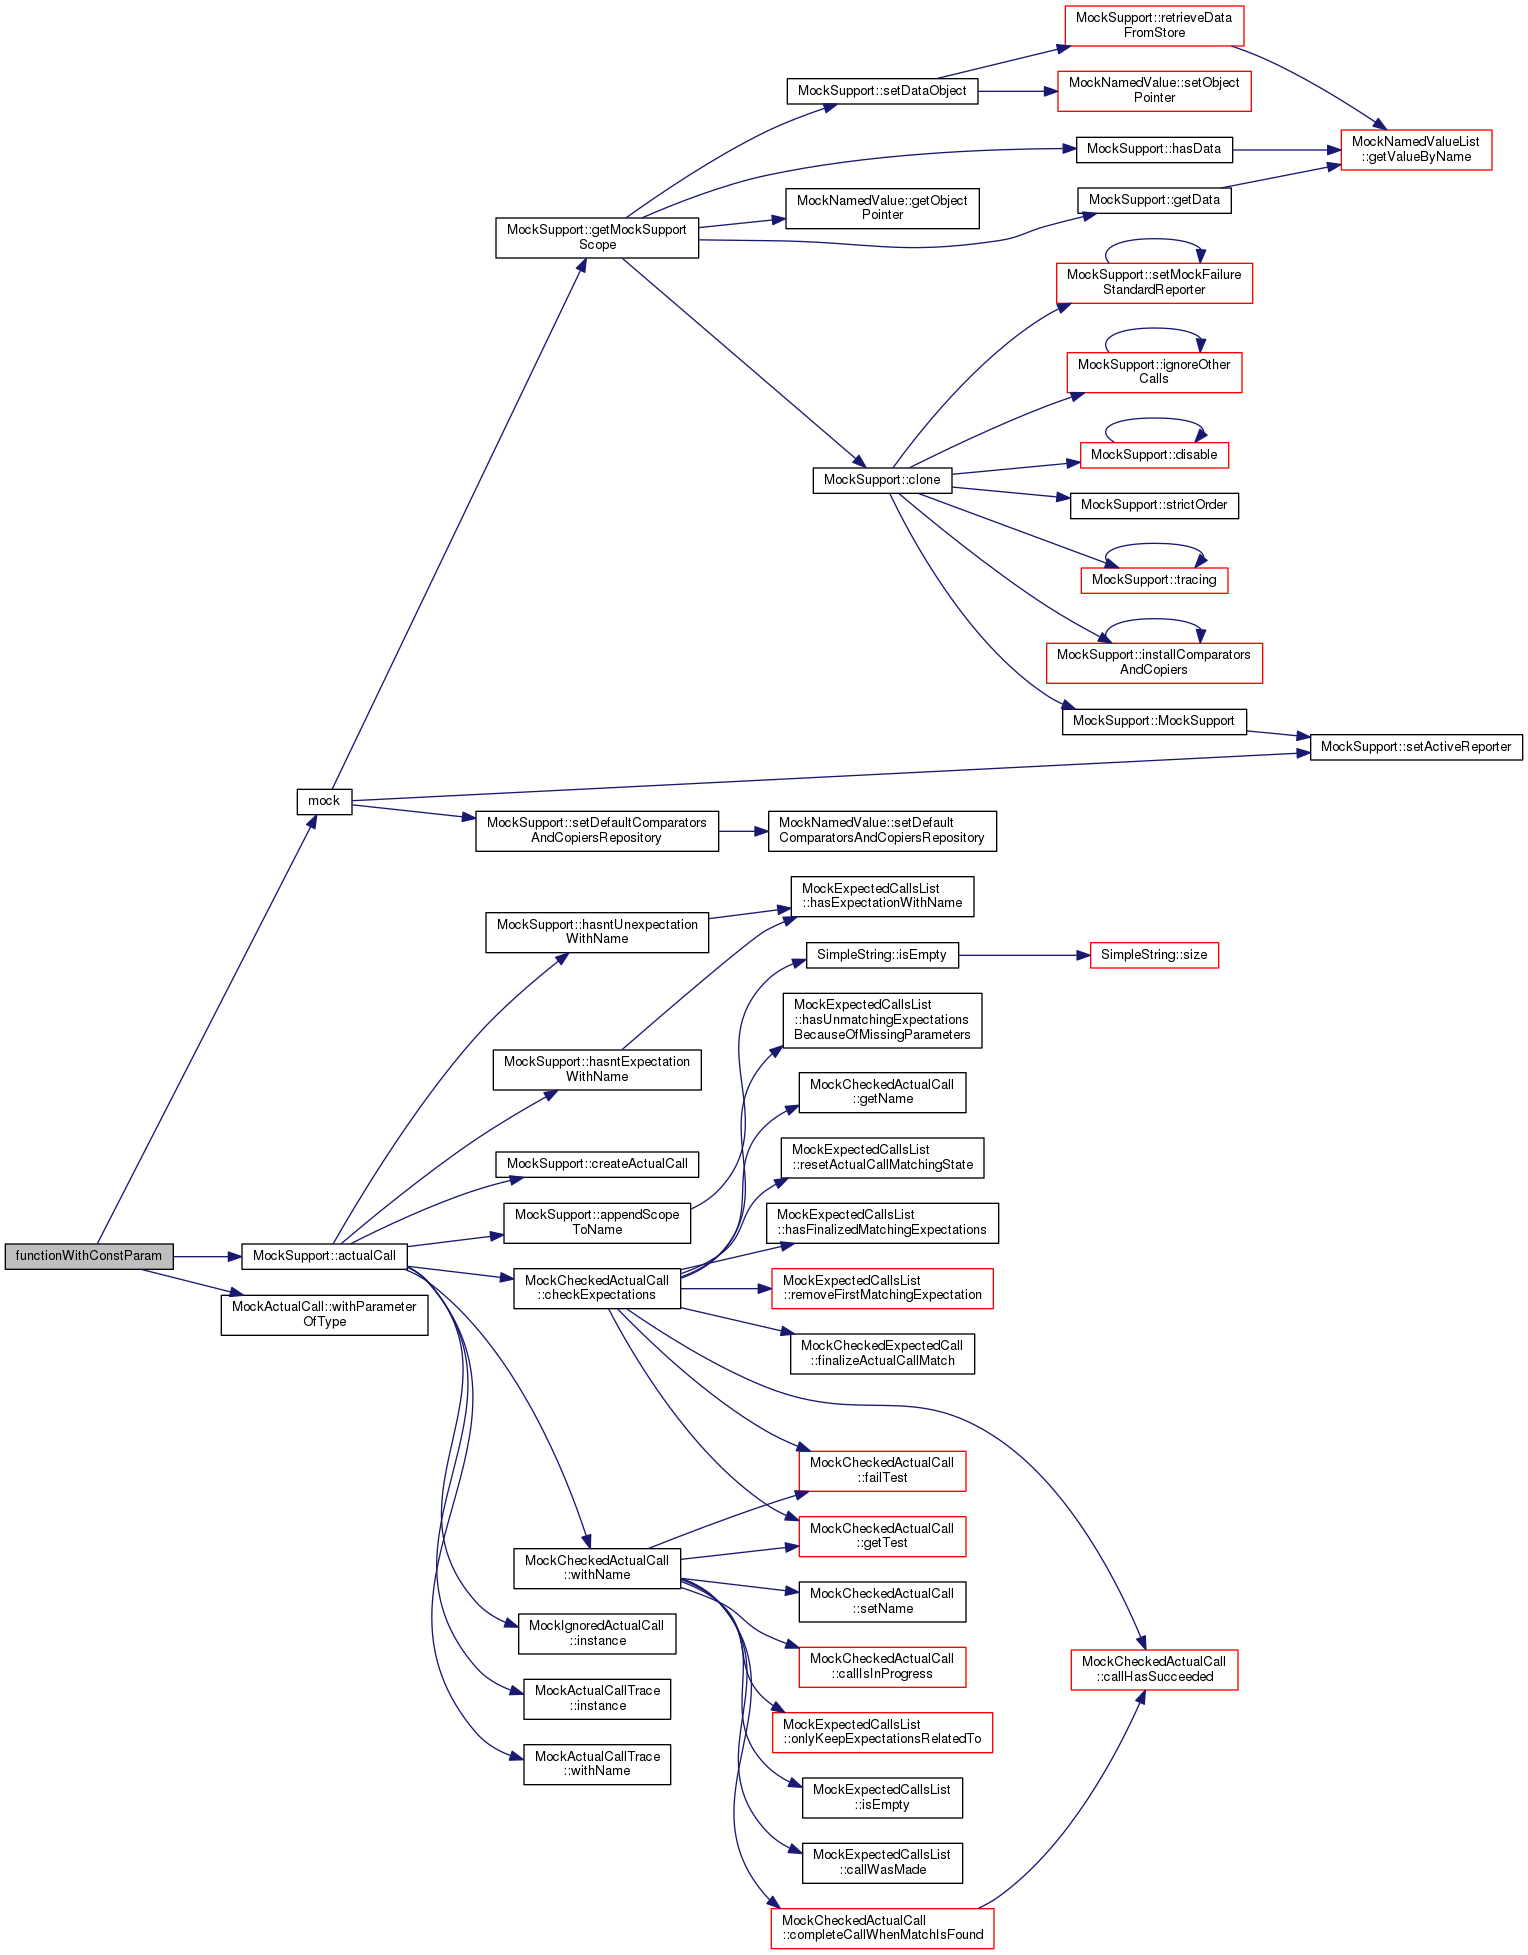 MockSupport::retrieveData
FromStore
MockSupport::setDataObject
MockNamedValue::setObject
Pointer
MockSupport::hasData
MockNamedValueList
::getValueByName
MockNamedValue::getObject
Pointer
MockSupport::getData
MockSupport::getMockSupport
Scope
MockSupport::setMockFailure
StandardReporter
MockSupport::ignoreOther
Calls
MockSupport::disable
MockSupport::clone
MockSupport::strictOrder
MockSupport::tracing
MockSupport::installComparators
AndCopiers
MockSupport::MockSupport
MockSupport::setActiveReporter
mock
MockSupport::setDefaultComparators
AndCopiersRepository
MockNamedValue::setDefault
ComparatorsAndCopiersRepository
MockExpectedCallsList
::hasExpectationWithName
MockSupport::hasntUnexpectation
WithName
SimpleString::isEmpty
SimpleString::size
MockExpectedCallsList
::hasUnmatchingExpectations
BecauseOfMissingParameters
MockSupport::hasntExpectation
WithName
MockCheckedActualCall
::getName
MockSupport::createActualCall
MockExpectedCallsList
::resetActualCallMatchingState
MockSupport::appendScope
ToName
MockExpectedCallsList
::hasFinalizedMatchingExpectations
functionWithConstParam
MockSupport::actualCall
MockCheckedActualCall
::checkExpectations
MockExpectedCallsList
::removeFirstMatchingExpectation
MockActualCall::withParameter
OfType
MockCheckedExpectedCall
::finalizeActualCallMatch
MockCheckedActualCall
::failTest
MockCheckedActualCall
::getTest
MockCheckedActualCall
::withName
MockCheckedActualCall
::setName
MockIgnoredActualCall
::instance
MockCheckedActualCall
::callIsInProgress
MockCheckedActualCall
::callHasSucceeded
MockActualCallTrace
::instance
MockExpectedCallsList
::onlyKeepExpectationsRelatedTo
MockActualCallTrace
::withName
MockExpectedCallsList
::isEmpty
MockExpectedCallsList
::callWasMade
MockCheckedActualCall
::completeCallWhenMatchIsFound